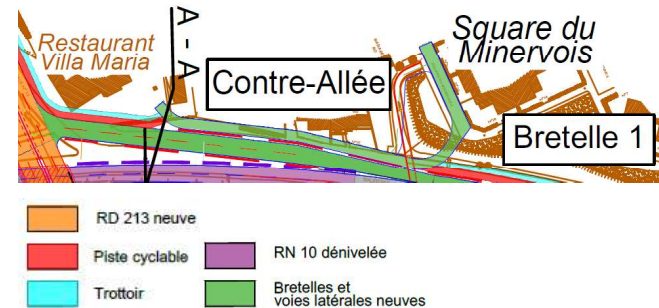 A - A
Restaurant
Villa Maria
Contre-Allée
Square du
Minervois
Bretelle 1
RD 213 neuve
Piste cyclable
RN 10 dénivelée
Trottoir
Bretelles et
voies latérales neuves